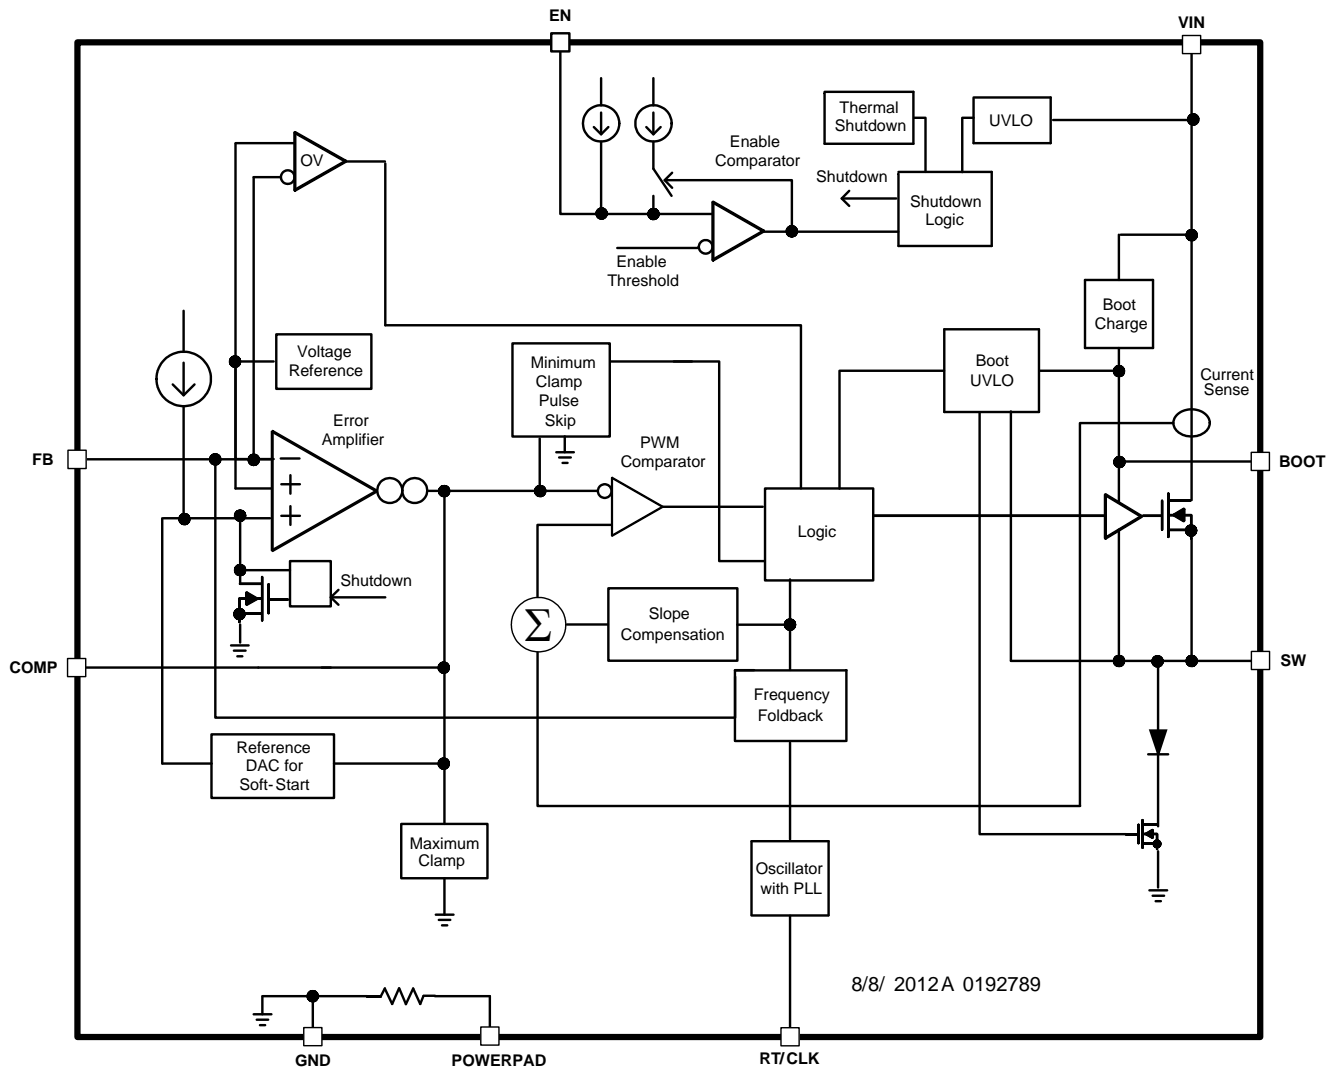 EN
VIN
Thermal
Shutdown
UVLO
Enable
Comparator
OV
Shutdown
Shutdown
Logic
Enable
Threshold
Boot
Charge
Voltage
Reference
Minimum
Clamp
Pulse
Skip
Boot
UVLO
Current
Sense
Error
Amplifier
PWM
Comparator
FB
−
+
+
BOOT
Logic
Shutdown
Σ
Slope
Compensation
COMP
SW
Frequency
Foldback
Reference
DAC for
Soft-Start
Maximum
Clamp
Oscillator
with PLL
8/8/ 2012A 0192789
GND
POWERPAD
RT/CLK